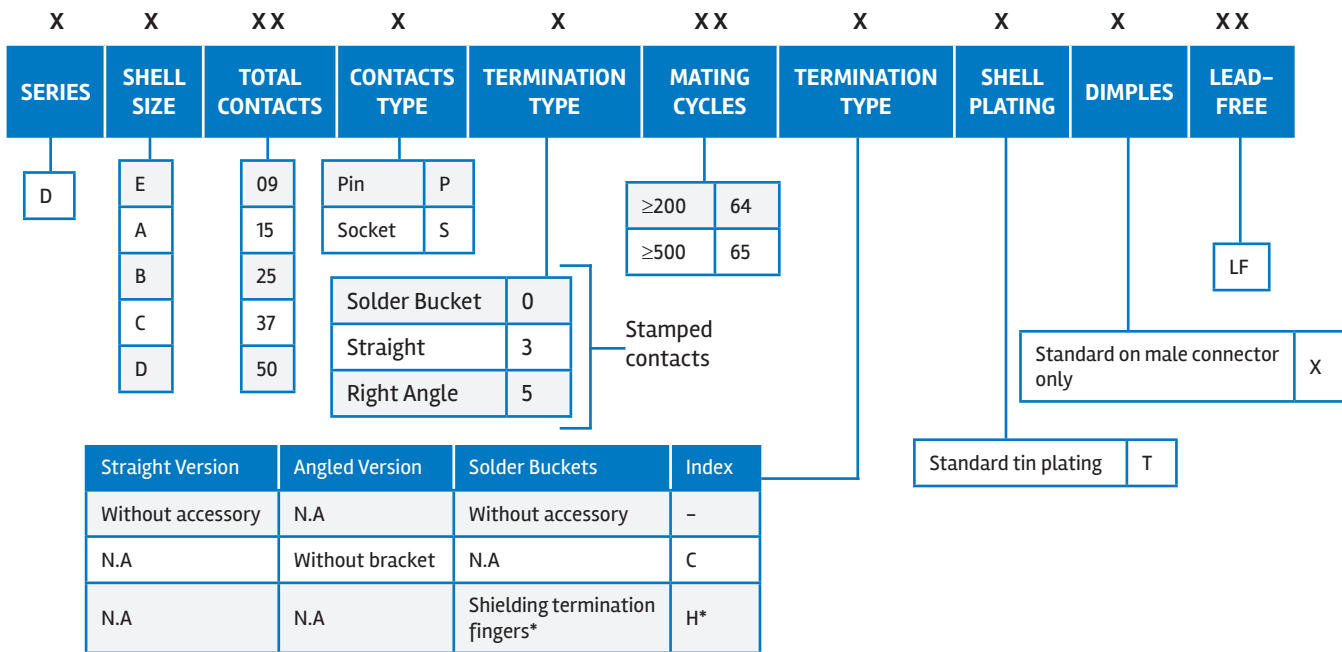 X X XX X X XX X X X XX
SERIES
SHELL SIZE
TOTAL CONTACTS
CONTACTS TYPE
TERMINATION TYPE
MATING CYCLES
TERMINATION TYPE
SHELL PLATING
DIMPLES
LEAD–FREE
D
E
A
B
C
D
09
15
25
37
50
Pin P
Socket S
Solder Bucket 0
Straight 3
Right Angle 5
Stamped
contacts
≥200 64
≥500 65
LF
Standard on male connector
only
X
Standard tin plating T
Straight Version Angled Version Solder Buckets Index
Without accessory N.A Without accessory –
N.A Without bracket N.A C
N.A N.A Shielding termination
fingers* H*